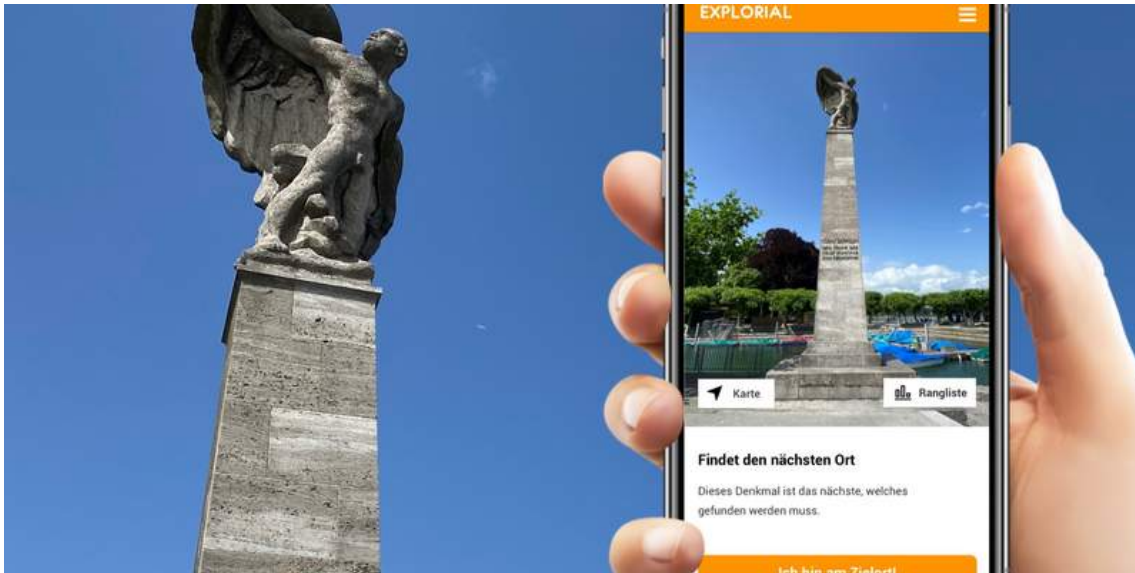 EXPLORIAL
Karte
Rangliste
Findet den nächsten Ort
Dieses Denkmal ist das nächste, welches
gefunden werden muss.
Ich bin am Zielort!